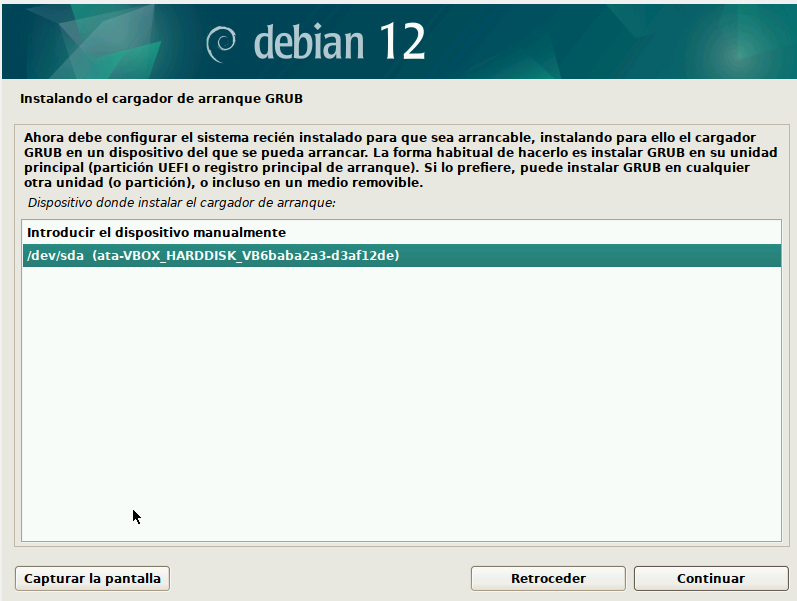 debian 12
Instalando el cargador de arranque GRUB
Ahora debe configurar el sistema recién instalado para que sea arrancable, instalando para ello el cargador
GRUB en un dispositivo del que se pueda arrancar. La forma habitual de hacerlo es instalar GRUB en su unidad
principal (partición UEFI o registro principal de arranque). Si lo prefiere, puede instalar GRUB en cualquier
otra unidad (o partición), o incluso en un medio removible.
Dispositivo donde instalar el cargador de arranque:
Introducir el dispositivo manualmente
/dev/sda (ata-VBOX_HARDDISK_VB6baba2a3-d3af12de)
Capturar la pantalla
Retroceder
Continuar